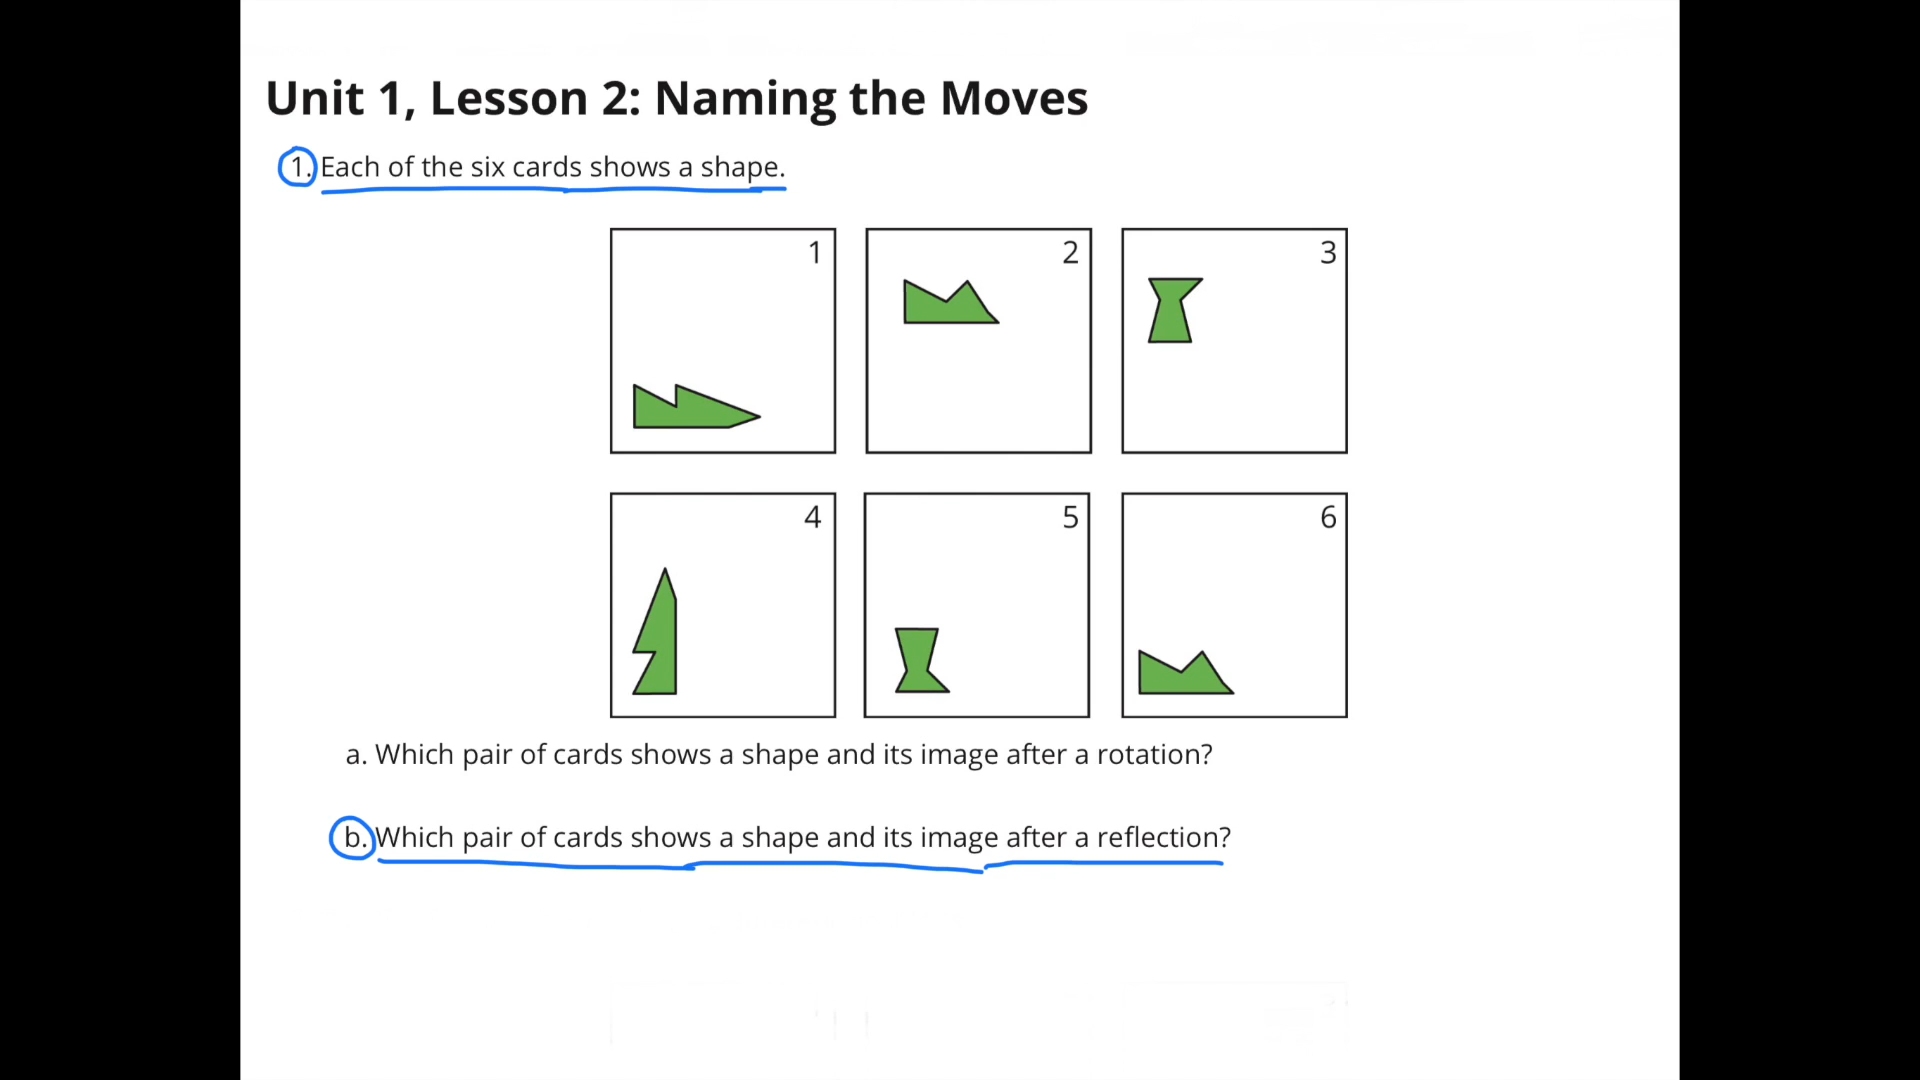 Unit 1, Lesson 2: Naming the Moves
1. Each of the six cards shows a shape.
1 2 3
4 5 6
a. Which pair of cards shows a shape and its image after a rotation?
b. Which pair of cards shows a shape and its image after a reflection?